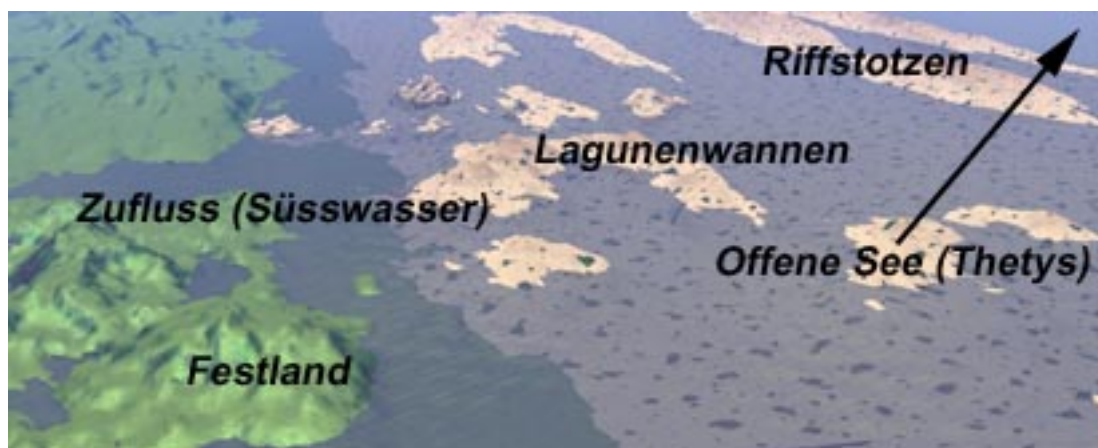 Riffstotzen
Lagunenwannen
Zufluss (Süsswasser)
Offene See (Thetys)
Festland